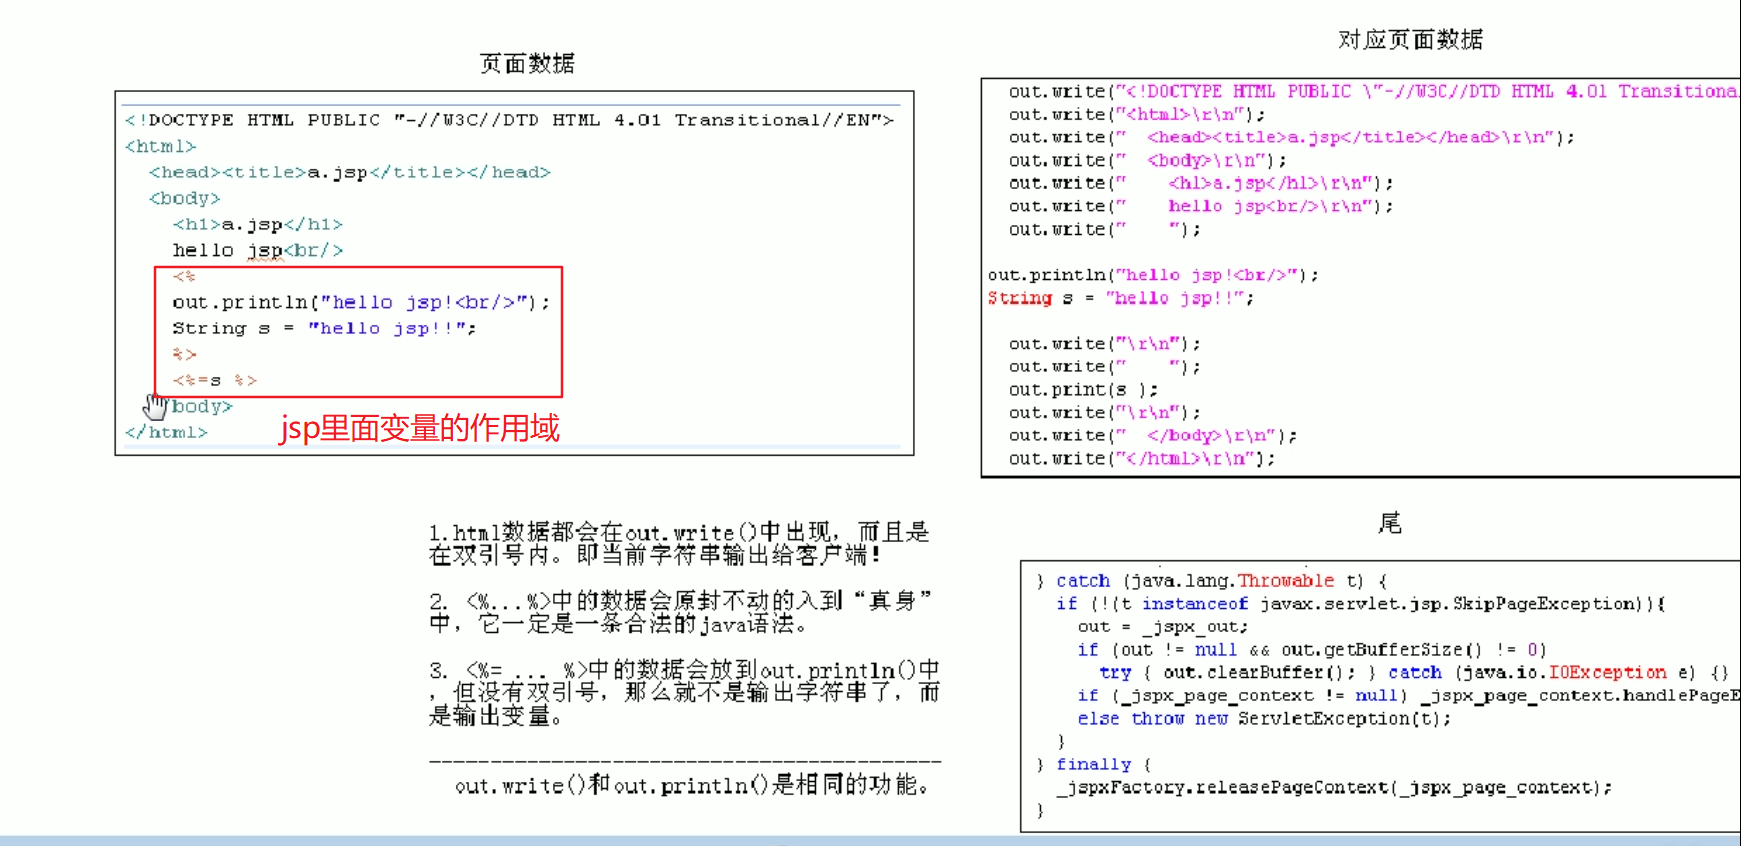 页面数据
<!DOCTYPE HTML PUBLIC "-//W3C//DTD HTML 4.01 Transitional//EN">
<html>
<head><title>a.jsp</title></head>
<body>
<h1>a.jsp</h1>
hello jsp<br/>
<%
out.println("hello jsp!<br/>");
String s = "hello jsp!!";
%>
<%=s %>
body>
</html>
jsp里面变量的作用域
对应页面数据
out.write("<!DOCTYPE HTML PUBLIC \"-//W3C//DTD HTML 4.01 Transitiona
out.write("<html>\r\n");
out.write("  <head><title>a.jsp</title></head>\r\n");
out.write("  <body>\r\n");
out.write("    <h1>a.jsp</h1>\r\n");
out.write("    hello jsp<br/>\r\n");
out.write("    ");
out.println("hello jsp!<br/>");
String s = "hello jsp!!";
out.write("\r\n");
out.write("    ");
out.print(s );
out.write("\r\n");
out.write("  </body>\r\n");
out.write("</html>\r\n");
1.html数据都会在out.write()中出现，而且是
在双引号内。即当前字符串输出给客户端！
2. <%...%>中的数据会原封不动的入到“真身”
中，它一定是一条合法的java语法。
3. <%= ... %>中的数据会放到out.println()中
，但没有双引号，那么就不是输出字符串了，而
是输出变量。
------------------------------------------
out.write()和out.println()是相同的功能。
尾
} catch (java.lang.Throwable t) {
if (!(t instanceof javax.servlet.jsp.SkipPageException)){
out = _jspx_out;
if (out != null && out.getBufferSize() != 0)
try { out.clearBuffer(); } catch (java.io.IOException e) {}
if (_jspx_page_context != null) _jspx_page_context.handlePageE
else throw new ServletException(t);
}
} finally {
_jspxFactory.releasePageContext(_jspx_page_context);
}